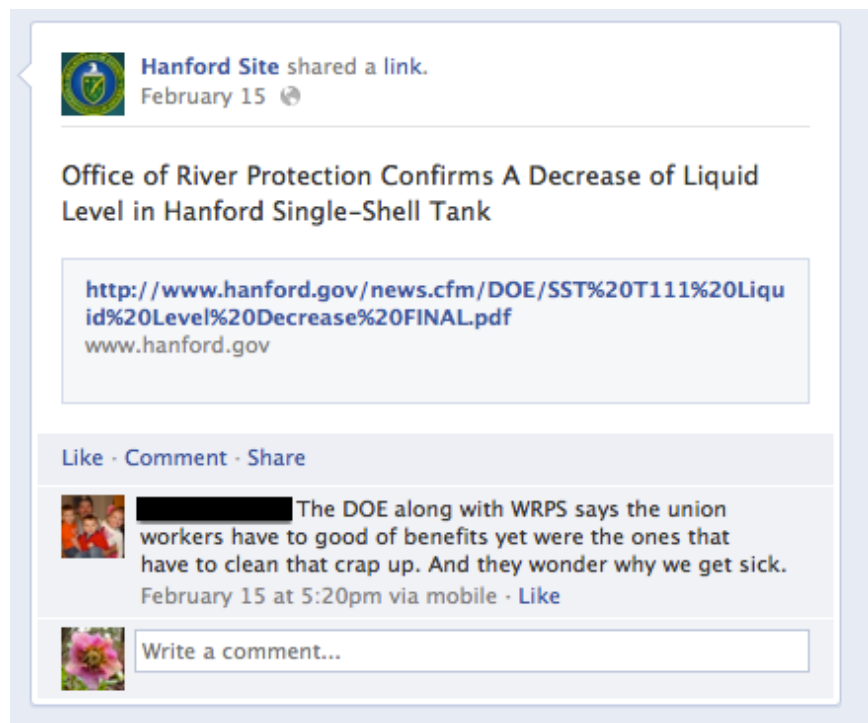 Hanford Site shared a link.
February 15
Office of River Protection Confirms A Decrease of Liquid
Level in Hanford Single-Shell Tank
http://www.hanford.gov/news.cfm/DOE/SST%20T111%20Liqu
id%20Level%20Decrease%20FINAL.pdf
www.hanford.gov
Like · Comment · Share
The DOE along with WRPS says the union
workers have to good of benefits yet were the ones that
have to clean that crap up. And they wonder why we get sick.
February 15 at 5:20pm via mobile · Like
Write a comment...